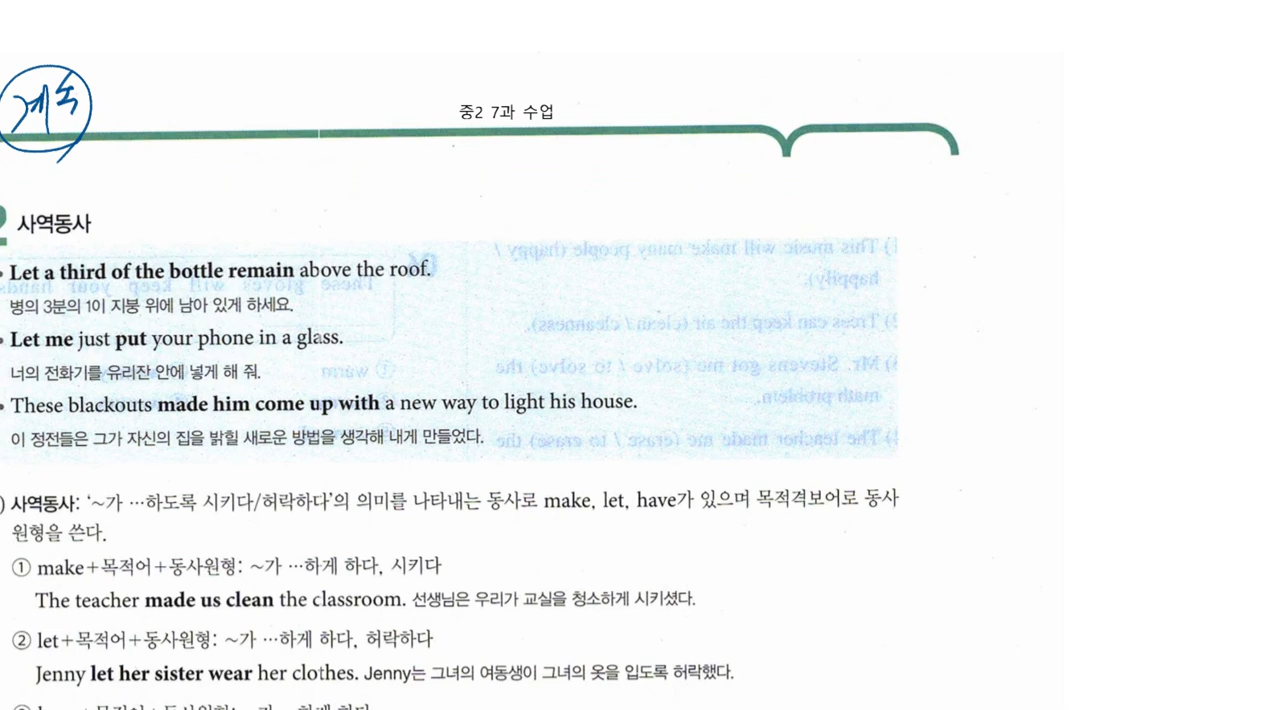 계속
중2 7과 수업
2 사역동사
• Let a third of the bottle remain above the roof.
병의 3분의 1이 지붕 위에 남아 있게 하세요.
• Let me just put your phone in a glass.
너의 전화기를 유리잔 안에 넣게 해 줘.
• These blackouts made him come up with a new way to light his house.
이 정전들은 그가 자신의 집을 밝힐 새로운 방법을 생각해 내게 만들었다.
) 사역동사: ‘~가 …하도록 시키다/허락하다’의 의미를 나타내는 동사로 make, let, have가 있으며 목적격보어로 동사
원형을 쓴다.
① make+목적어+동사원형: ~가 …하게 하다, 시키다
The teacher made us clean the classroom. 선생님은 우리가 교실을 청소하게 시키셨다.
② let+목적어+동사원형: ~가 …하게 하다, 허락하다
Jenny let her sister wear her clothes. Jenny는 그녀의 여동생이 그녀의 옷을 입도록 허락했다.